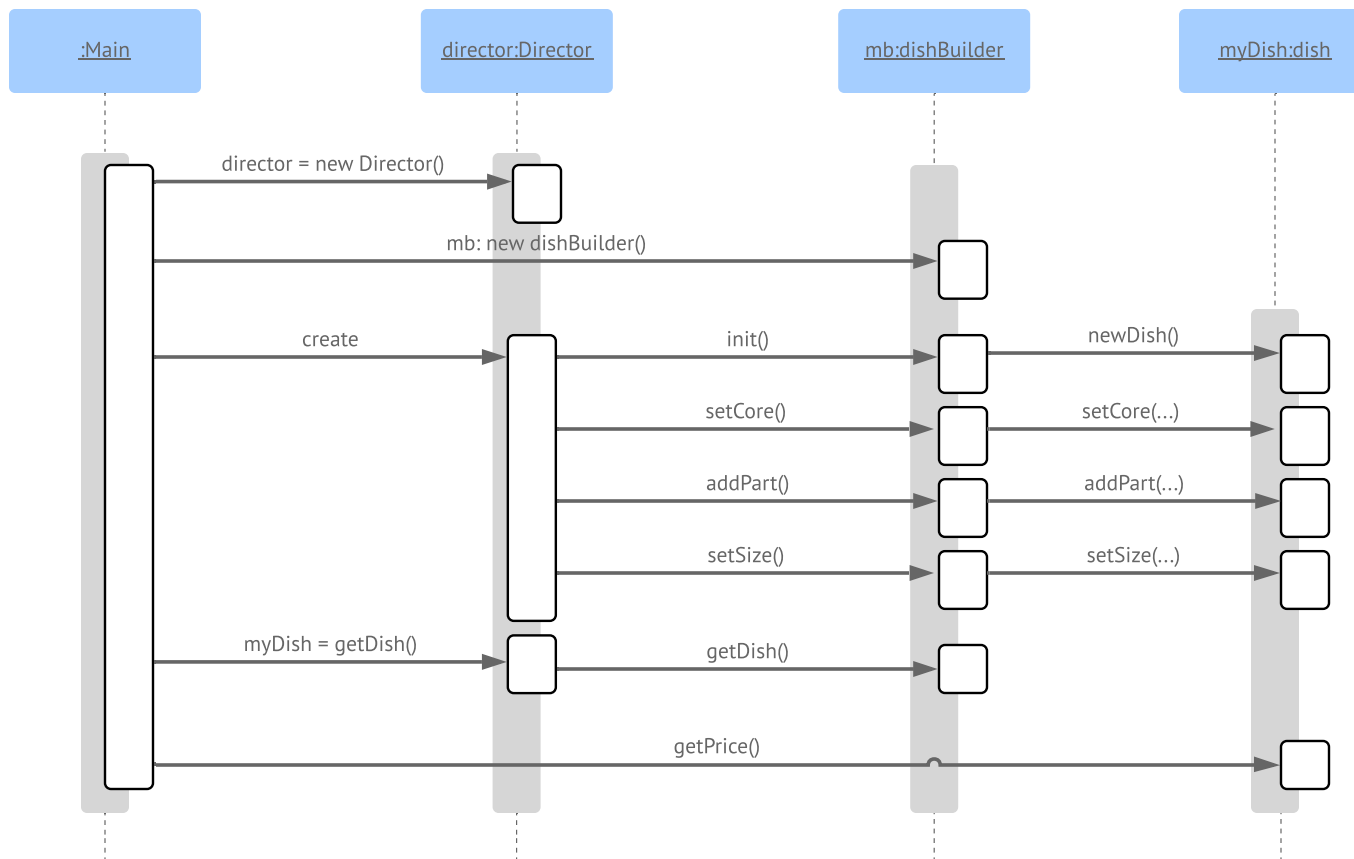 :Main
director:Director
mb:dishBuilder
myDish:dish
director = new Director()
mb: new dishBuilder()
create
init()
newDish()
setCore()
setCore(...)
addPart()
addPart(...)
setSize()
setSize(...)
myDish = getDish()
getDish()
getPrice()